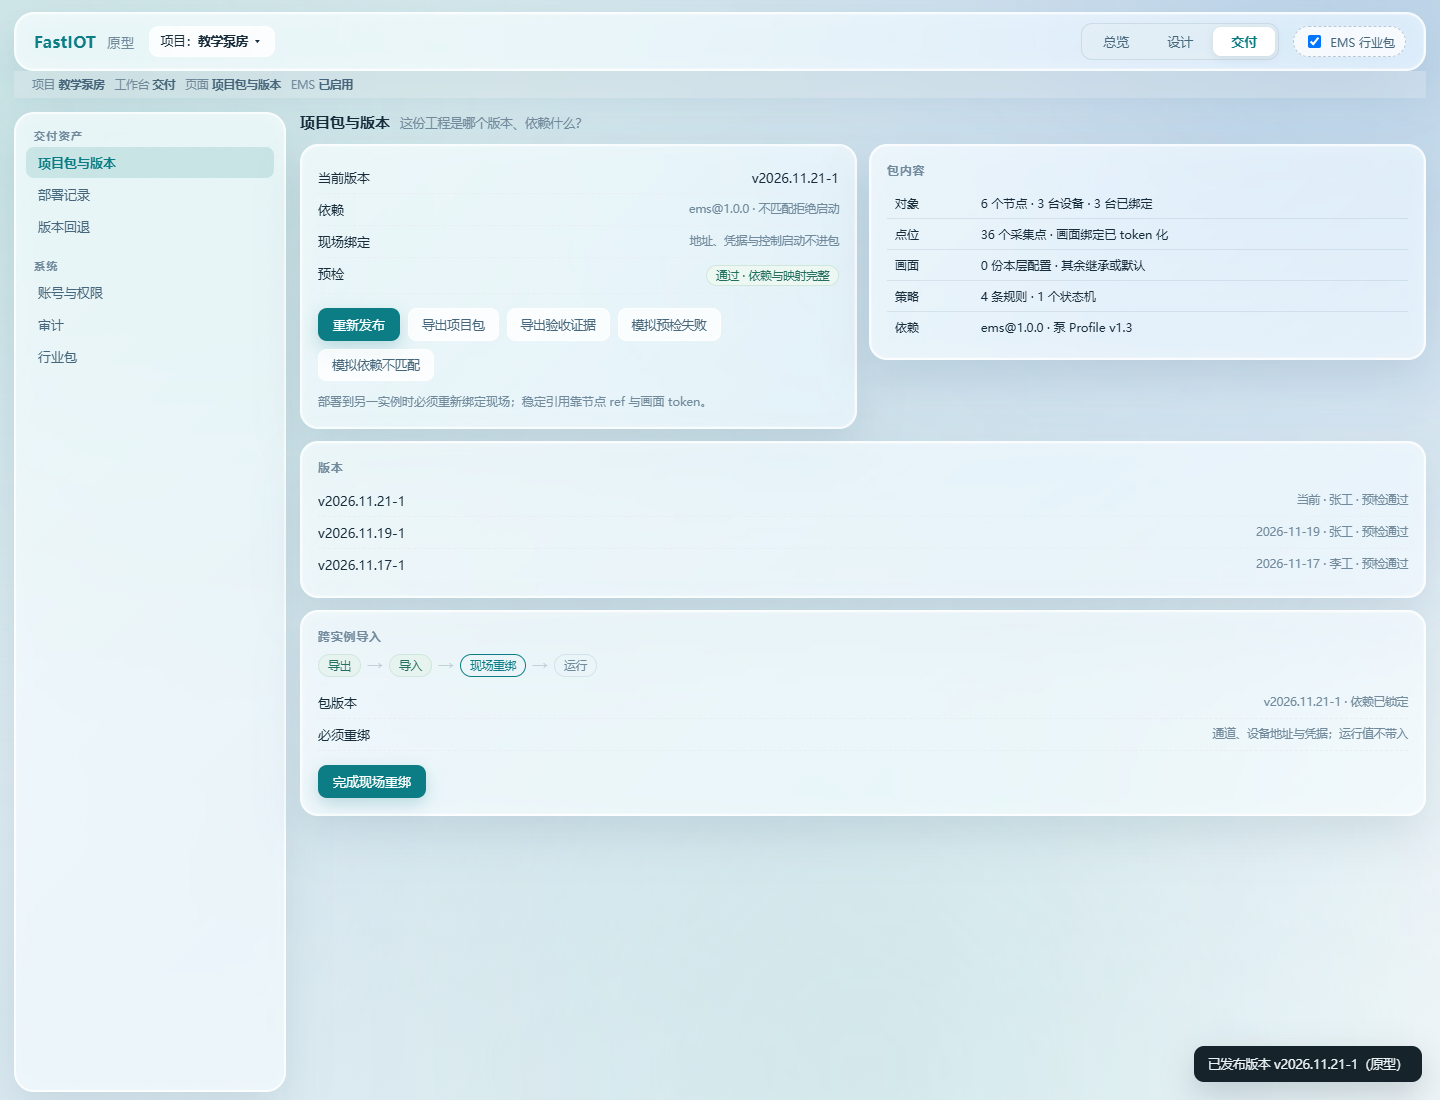 FastIOT 原型 项目：教学泵房
总览 设计 交付 EMS 行业包
项目 教学泵房 工作台 交付 页面 项目包与版本 EMS 已启用
交付资产
项目包与版本
部署记录
版本回退
系统
账号与权限
审计
行业包
项目包与版本 这份工程是哪个版本、依赖什么？
当前版本 v2026.11.21-1
依赖 ems@1.0.0 · 不匹配拒绝启动
现场绑定 地址、凭据与控制启动不进包
预检 通过 · 依赖与映射完整
重新发布 导出项目包 导出验收证据 模拟预检失败
模拟依赖不匹配
部署到另一实例时必须重新绑定现场；稳定引用靠节点 ref 与画面 token。
包内容
对象 6 个节点 · 3 台设备 · 3 台已绑定
点位 36 个采集点 · 画面绑定已 token 化
画面 0 份本层配置 · 其余继承或默认
策略 4 条规则 · 1 个状态机
依赖 ems@1.0.0 · 泵 Profile v1.3
版本
v2026.11.21-1 当前 · 张工 · 预检通过
v2026.11.19-1 2026-11-19 · 张工 · 预检通过
v2026.11.17-1 2026-11-17 · 李工 · 预检通过
跨实例导入
导出 → 导入 → 现场重绑 → 运行
包版本 v2026.11.21-1 · 依赖已锁定
必须重绑 通道、设备地址与凭据；运行值不带入
完成现场重绑
已发布版本 v2026.11.21-1（原型）